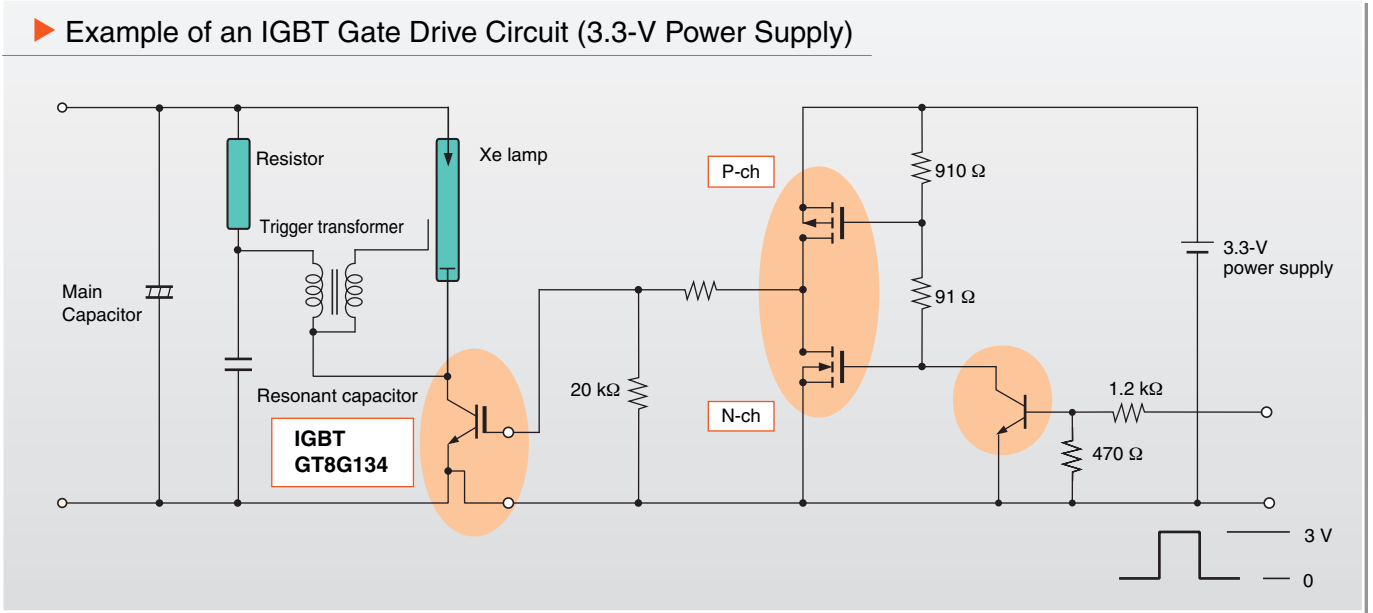 Example of an IGBT Gate Drive Circuit (3.3-V Power Supply)
Resistor
Xe lamp
P-ch
910 Ω
Trigger transformer
3.3-V
power supply
Main
Capacitor
91 Ω
Resonant capacitor
20 kΩ
1.2 kΩ
N-ch
IGBT
GT8G134
470 Ω
3 V
0